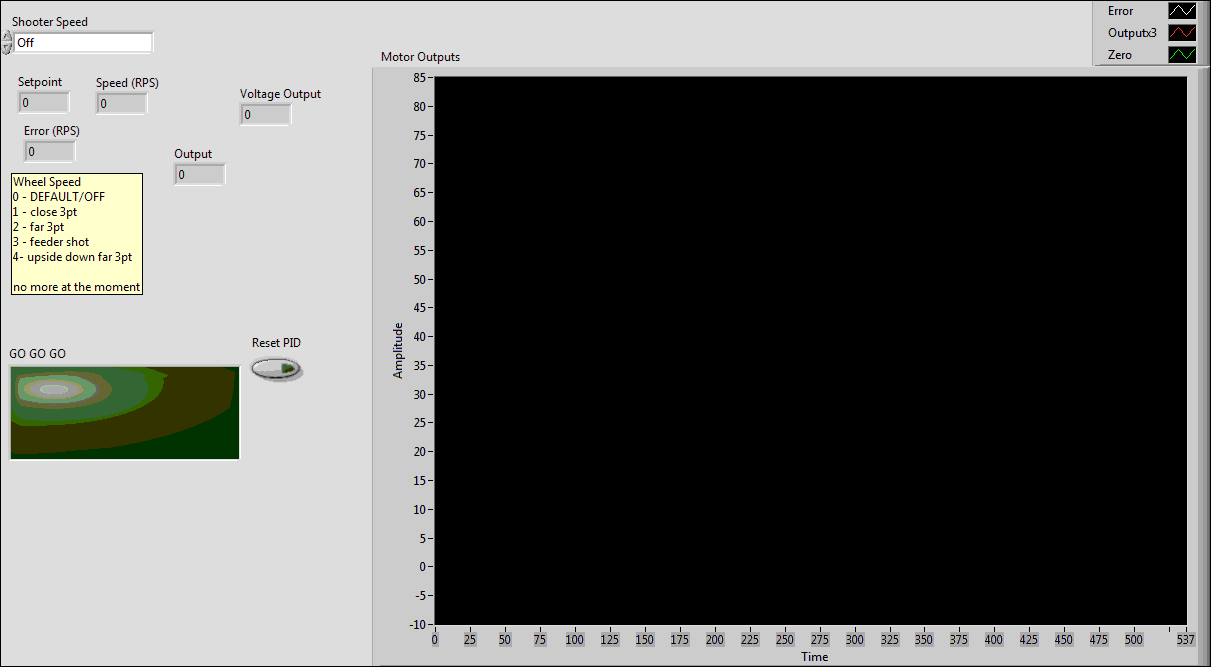 Shooter Speed
Off
Setpoint
0
Speed (RPS)
0
Voltage Output
0
Error (RPS)
0
Output
0
Wheel Speed
0 - DEFAULT/OFF
1 - close 3pt
2 - far 3pt
3 - feeder shot
4- upside down far 3pt
no more at the moment
GO GO GO
Reset PID
Error
Outputx3
Zero
Motor Outputs
85
80
75
70
65
60
55
50
45
40
35
30
25
20
15
10
5
0
-5
-10
Amplitude
0 25 50 75 100 125 150 175 200 225 250 275 300 325 350 375 400 425 450 475 500 537
Time